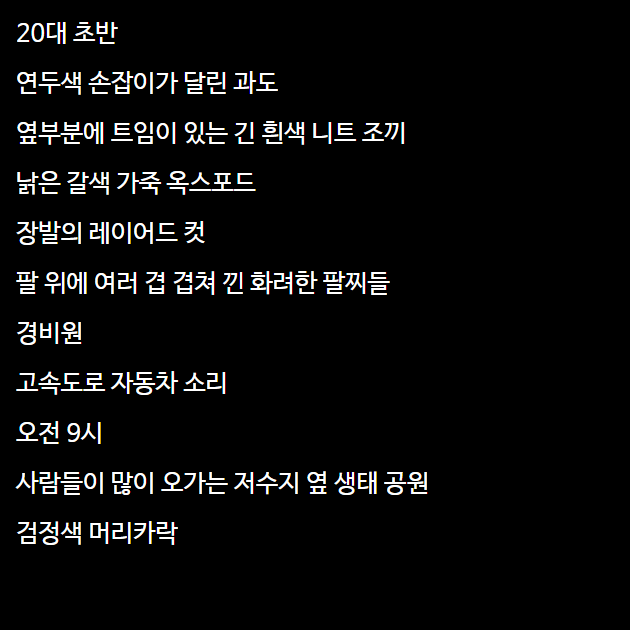 20대 초반
연두색 손잡이가 달린 과도
옆부분에 트임이 있는 긴 흰색 니트 조끼
낡은 갈색 가죽 옥스포드
장발의 레이어드 컷
팔 위에 여러 겹 겹쳐 낀 화려한 팔찌들
경비원
고속도로 자동차 소리
오전 9시
사람들이 많이 오가는 저수지 옆 생태 공원
검정색 머리카락